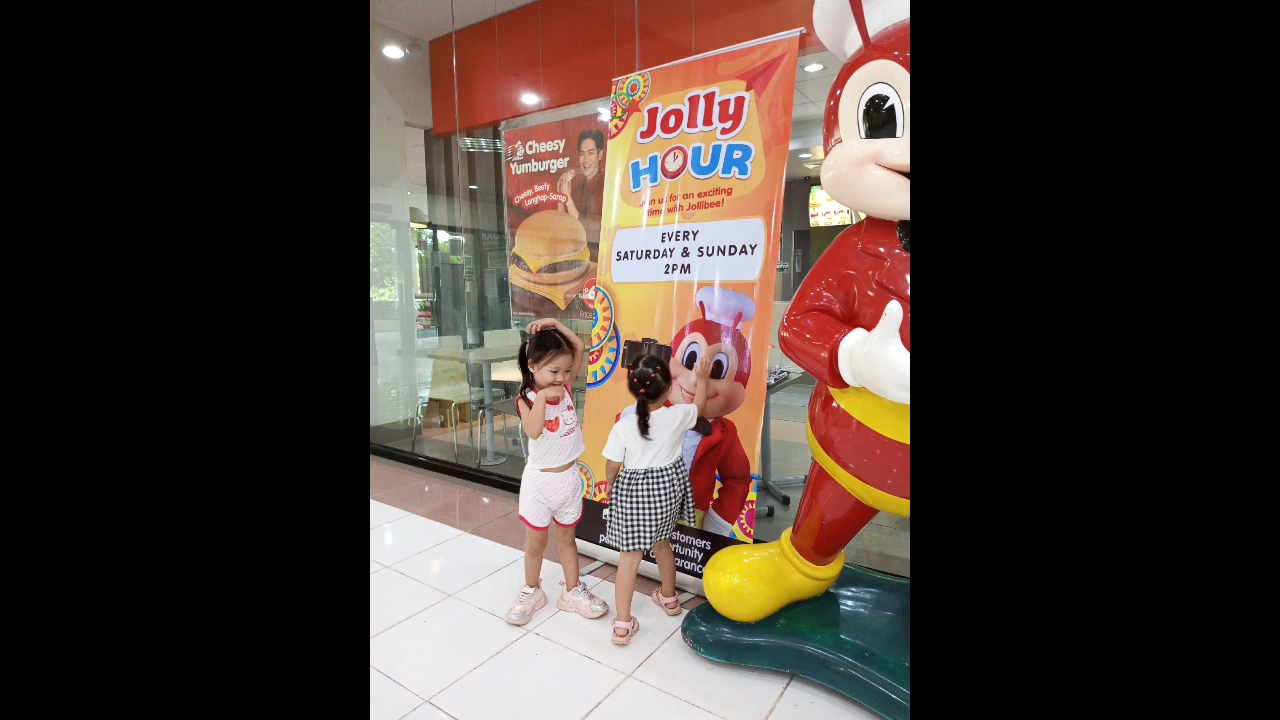 Cheesy
Yumburger
Cheesy, Beefy
Langhap-Sarap
Jolly
HOUR
Join us for an exciting
time with Jollibee!
EVERY
SATURDAY & SUNDAY
2PM